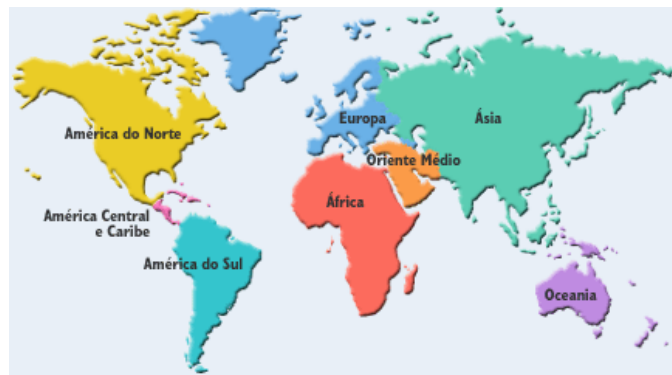 América do Norte
Europa
Ásia
Oriente Médio
África
América Central
e Caribe
América do Sul
Oceania